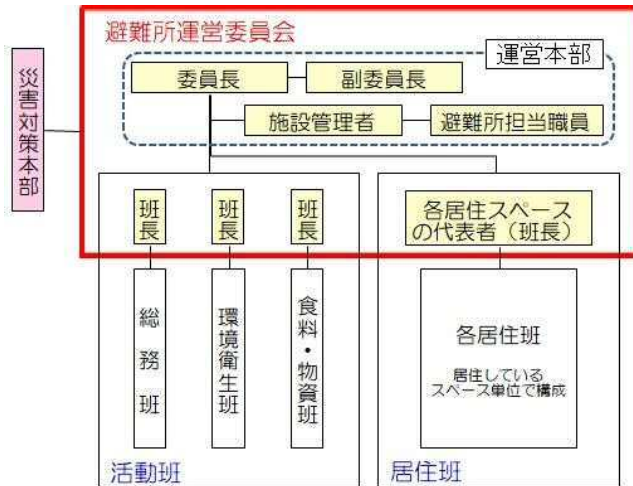 避難所運営委員会
運営本部
委員長
副委員長
施設管理者
避難所担当職員
災害対策本部
班長
班長
班長
各居住スペース
の代表者（班長）
総務班
環境衛生班
食料・物資班
各居住班
居住している
スペース単位で構成
活動班
居住班